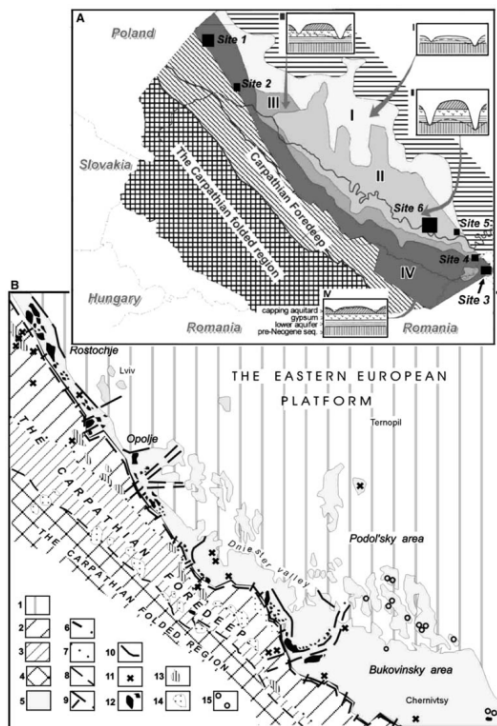 A
Poland
Site 1
Site 2
III
I
II
Slovakia
The Carpathian folded region
Carpathian Foredeep
Site 6
Site 5
Site 4
Site 3
IV
Hungary
Romania
Romania
IV
capping aquitard
gypsum
lower aquifer
pre-Neogene seq.
B
Rostochje
Lviv
THE EASTERN EUROPEAN
PLATFORM
Ternopil
Opolje
Dniester valley
Podol'sky area
THE CARPATHIAN FOREDEEP
THE CARPATHIAN FOLDED REGION
Bukovinsky area
Chernivtsy
1
2
3
4
5
6
7
8
9
10
11
12
13
14
15